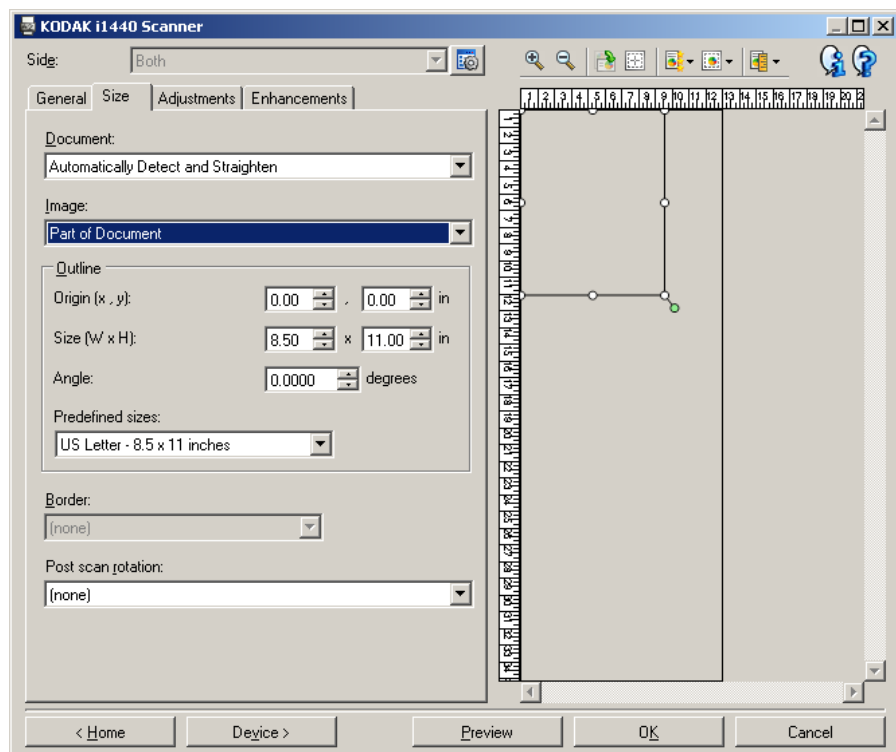 KODAK i1440 Scanner
Side: Both
General Size Adjustments Enhancements
Document:
Automatically Detect and Straighten
Image:
Part of Document
Outline
Origin (x , y): 0.00 , 0.00 in
Size (W x H): 8.50 x 11.00 in
Angle: 0.0000 degrees
Predefined sizes:
US Letter - 8.5 x 11 inches
Border:
(none)
Post scan rotation:
(none)
< Home Device > Preview OK Cancel